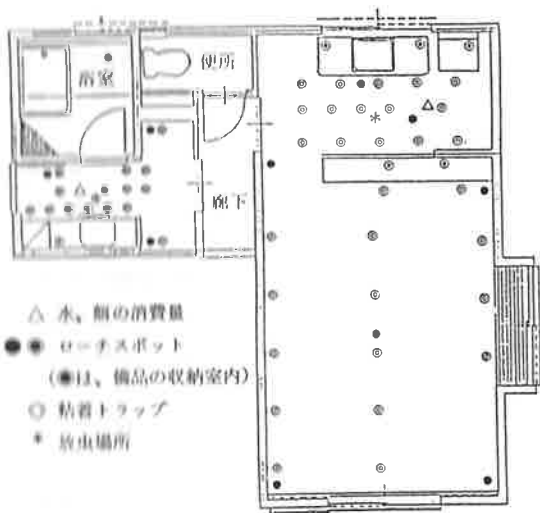 浴室
便所
廊下
△ 水、餌の消費量
●◉ ローチスポット
(◉は、備品の収納室内)
◎ 粘着トラップ
* 放虫場所